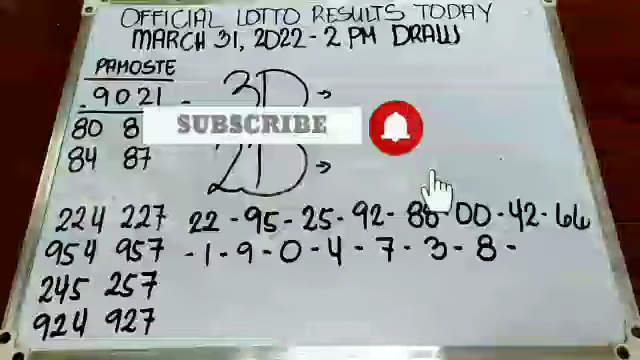 OFFICIAL LOTTO RESULTS TODAY
MARCH 31, 2022 - 2 PM DRAW
PAMOSTE
. 9021 -
3D →
80 8
SUBSCRIBE
84 87
2D →
224 227 22 - 95 - 25 - 92 - 88 - 00 - 42 - 66
954 957 - 1 - 9 - 0 - 4 - 7 - 3 - 8 -
245 257
924 927